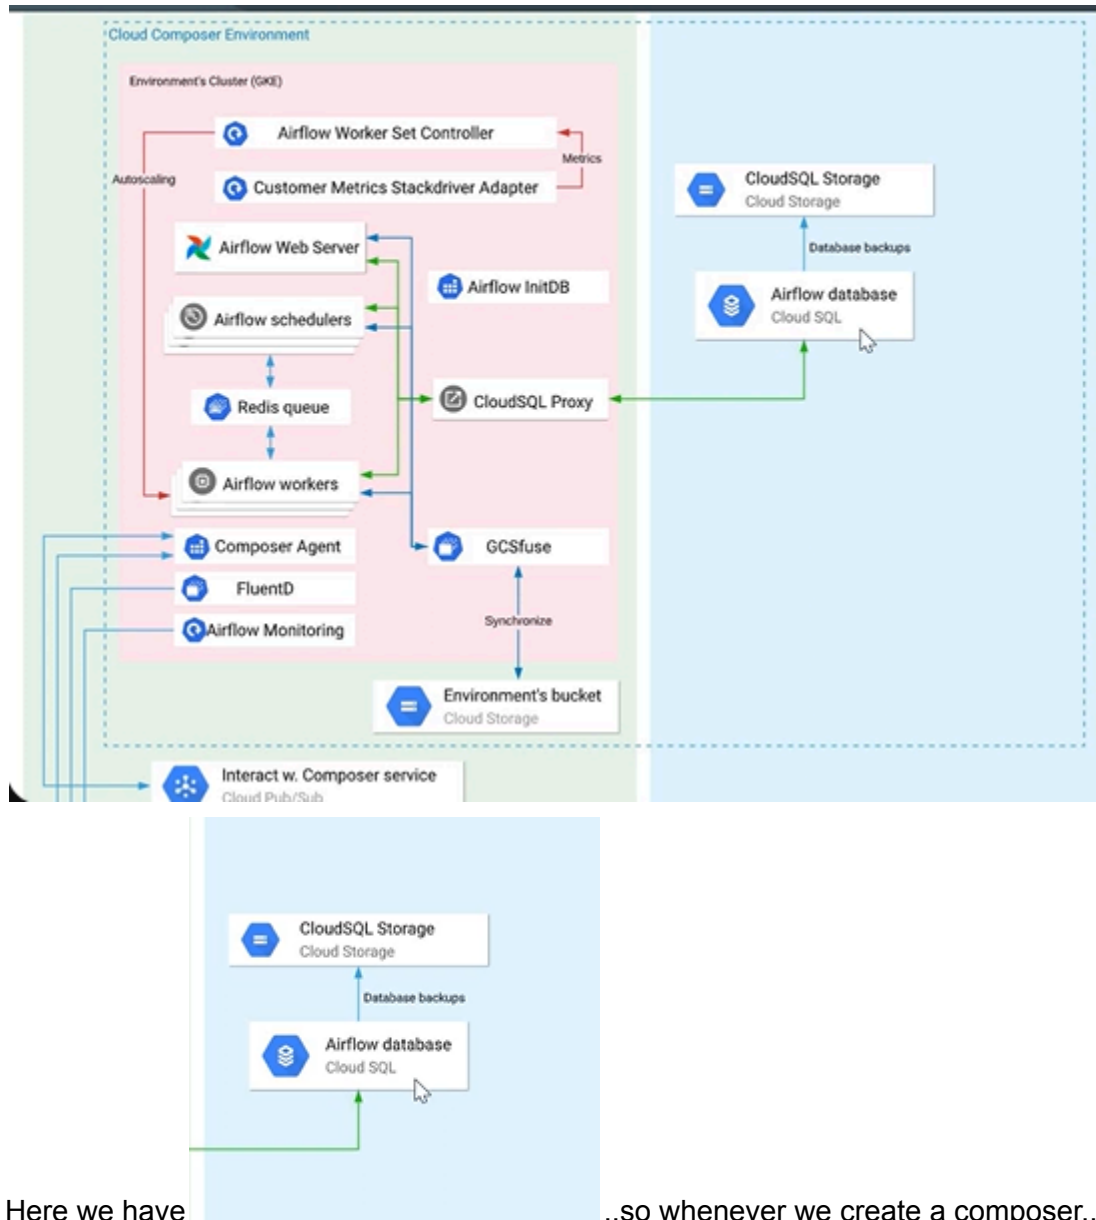 Cloud Composer Environment
Environment's Cluster (GKE)
Airflow Worker Set Controller
Metrics
Autoscaling
Customer Metrics Stackdriver Adapter
CloudSQL Storage
Cloud Storage
Airflow Web Server
Database backups
Airflow InitDB
Airflow database
Cloud SQL
Airflow schedulers
Redis queue
CloudSQL Proxy
Airflow workers
Composer Agent
GCSfuse
FluentD
Synchronize
Airflow Monitoring
Environment's bucket
Cloud Storage
Interact w. Composer service
Cloud Pub/Sub
CloudSQL Storage
Cloud Storage
Database backups
Airflow database
Cloud SQL
Here we have ..so whenever we create a composer..